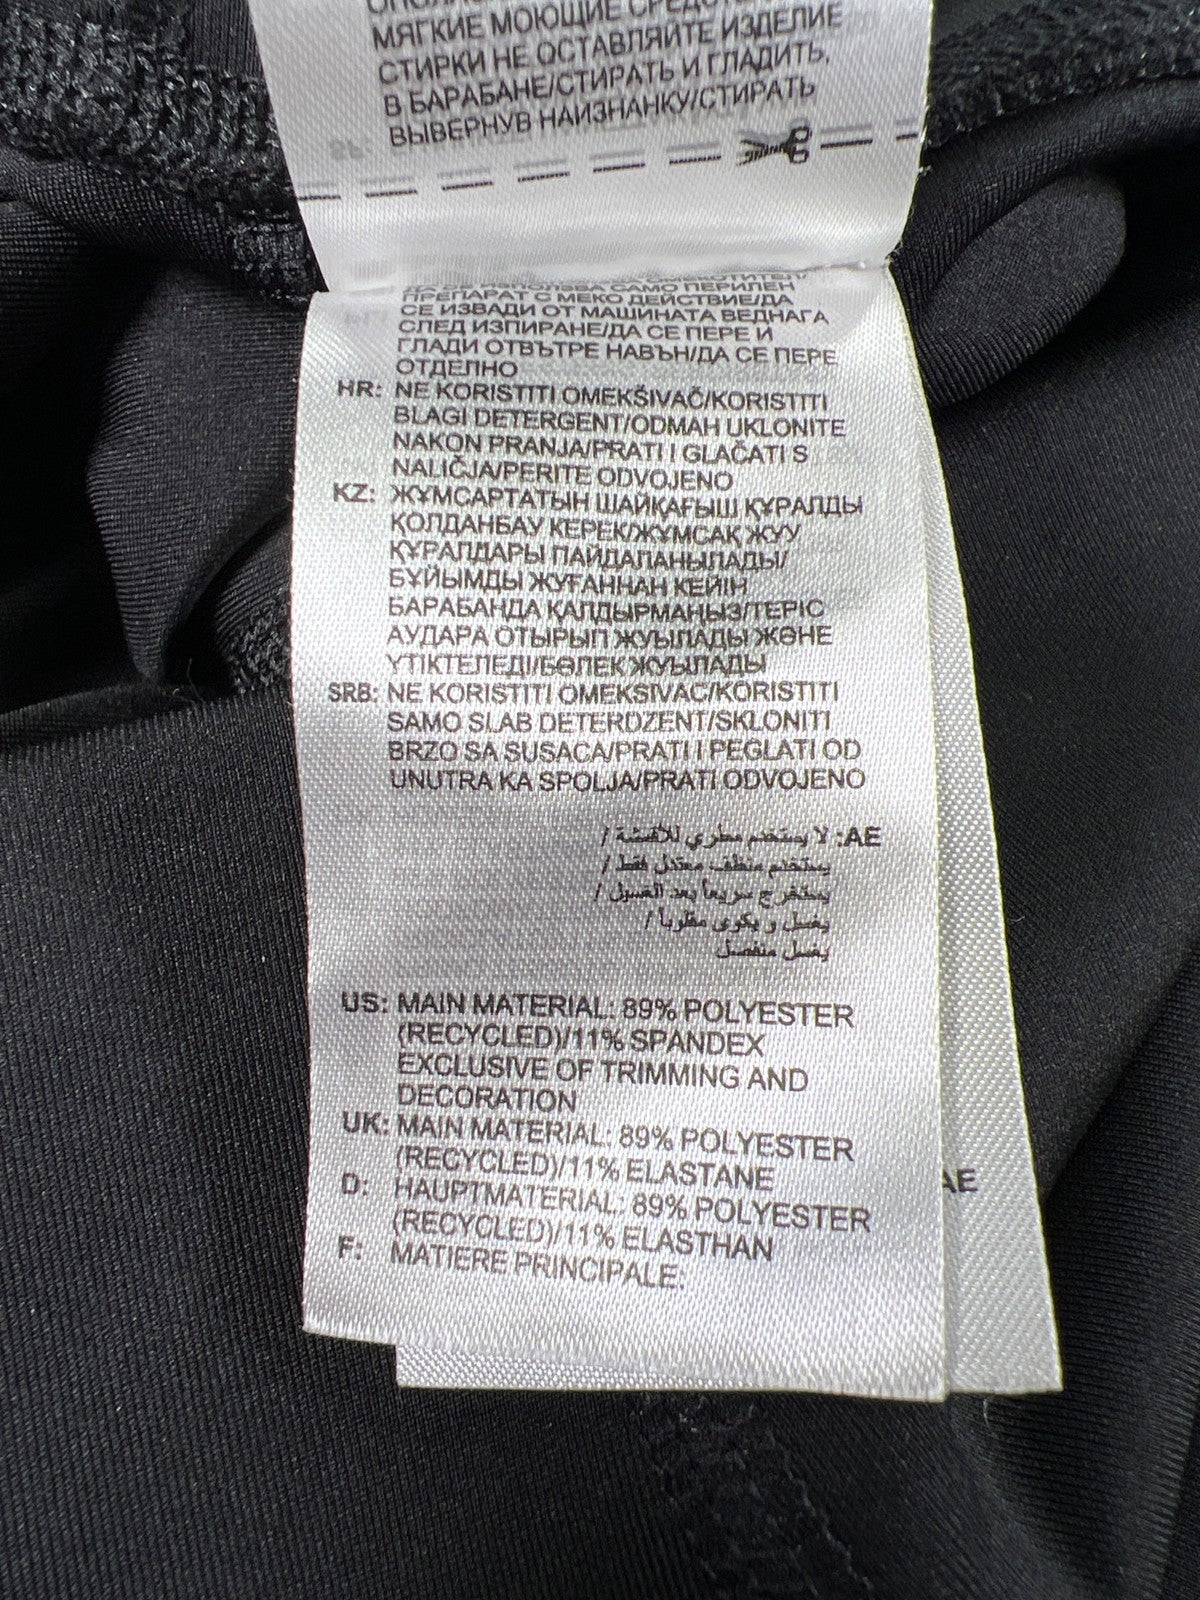 МЯГКИЕ МОЮЩИЕ СРЕДСТВА
СТИРКИ НЕ ОСТАВЛЯЙТЕ ИЗДЕЛИЕ
В БАРАБАНЕ/СТИРАТЬ И ГЛАДИТЬ,
ВЫВЕРНУВ НАИЗНАНКУ/СТИРАТЬ
ДА СЕ ИЗПОЛЗВА САМО ПЕРИЛЕН
ПРЕПАРАТ С МЕКО ДЕЙСТВИЕ/ДА
СЕ ИЗВАДИ ОТ МАШИНАТА ВЕДНАГА
СЛЕД ИЗПИРАНЕ/ДА СЕ ПЕРЕ И
ГЛАДИ ОТВЪТРЕ НАВЪН/ДА СЕ ПЕРЕ
ОТДЕЛНО
HR: NE KORISTITI OMEKŠIVAČ/KORISTITI
BLAGI DETERGENT/ODMAH UKLONITE
NAKON PRANJA/PRATI I GLAČATI S
NALIČJA/PERITE ODVOJENO
KZ: ЖҰМСАРТАТЫН ШАЙҚАҒЫШ ҚҰРАЛДЫ
ҚОЛДАНБАУ КЕРЕК/ЖҰМСАҚ ЖУУ
ҚҰРАЛДАРЫ ПАЙДАЛАНЫЛАДЫ/
БҰЙЫМДЫ ЖУҒАННАН КЕЙІН
БАРАБАНДА ҚАЛДЫРМАҢЫЗ/ТЕРІС
АУДАРА ОТЫРЫП ЖУЫЛАДЫ ЖӘНЕ
ҮТІКТЕЛЕДІ/БӨЛЕК ЖУЫЛАДЫ
SRB: NE KORISTITI OMEKSIVAC/KORISTITI
SAMO SLAB DETERDZENT/SKLONITI
BRZO SA SUSACA/PRATI I PEGLATI OD
UNUTRA KA SPOLJA/PRATI ODVOJENO
AE: لا يستخدم مطري للأقمشة /
يستخدم منظف معتدل فقط /
يستخرج سريعاً بعد الغسيل /
يغسل و يكوى مقلوباً /
يغسل منفصل
US: MAIN MATERIAL: 89% POLYESTER
(RECYCLED)/11% SPANDEX
EXCLUSIVE OF TRIMMING AND
DECORATION
UK: MAIN MATERIAL: 89% POLYESTER
(RECYCLED)/11% ELASTANE
D: HAUPTMATERIAL: 89% POLYESTER
(RECYCLED)/11% ELASTHAN
F: MATIERE PRINCIPALE:
AE